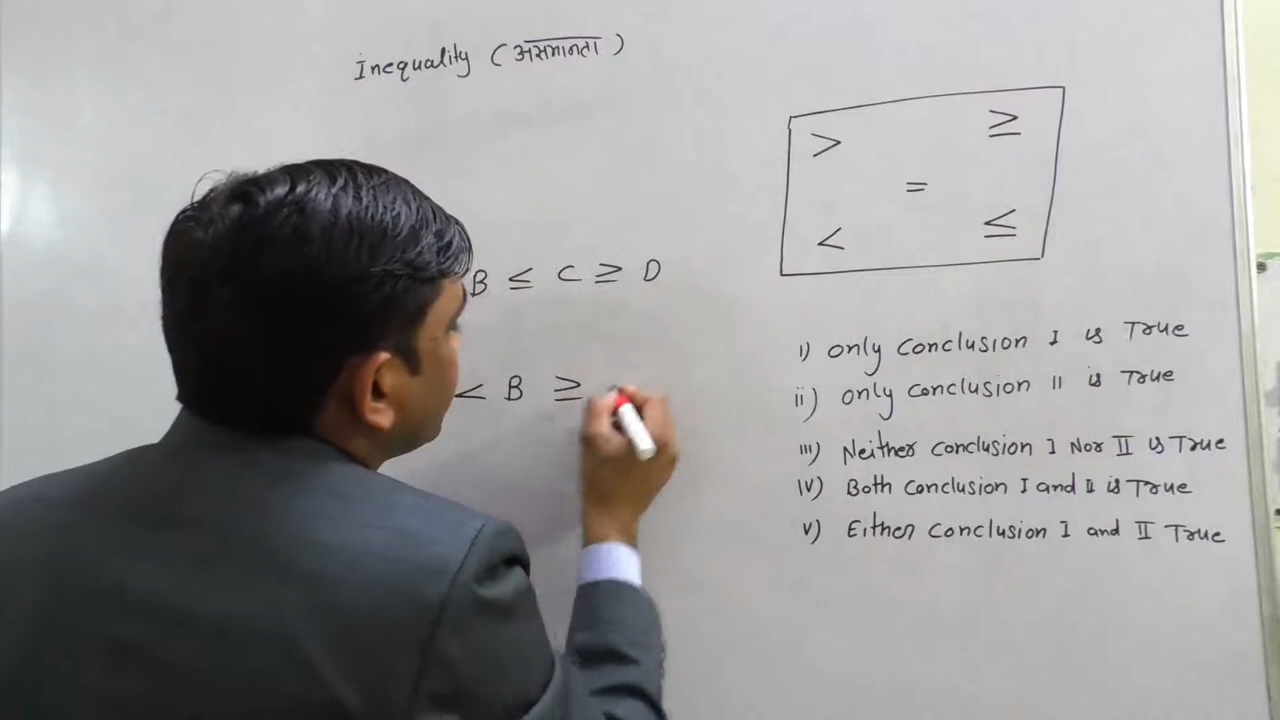 Inequality (असमानता)
> ≥
=
< ≤
B ≤ C ≥ D
< B ≥
i) Only Conclusion I is True
ii) Only Conclusion II is True
iii) Neither Conclusion I Nor II is True
iv) Both Conclusion I and II is True
v) Either Conclusion I and II True